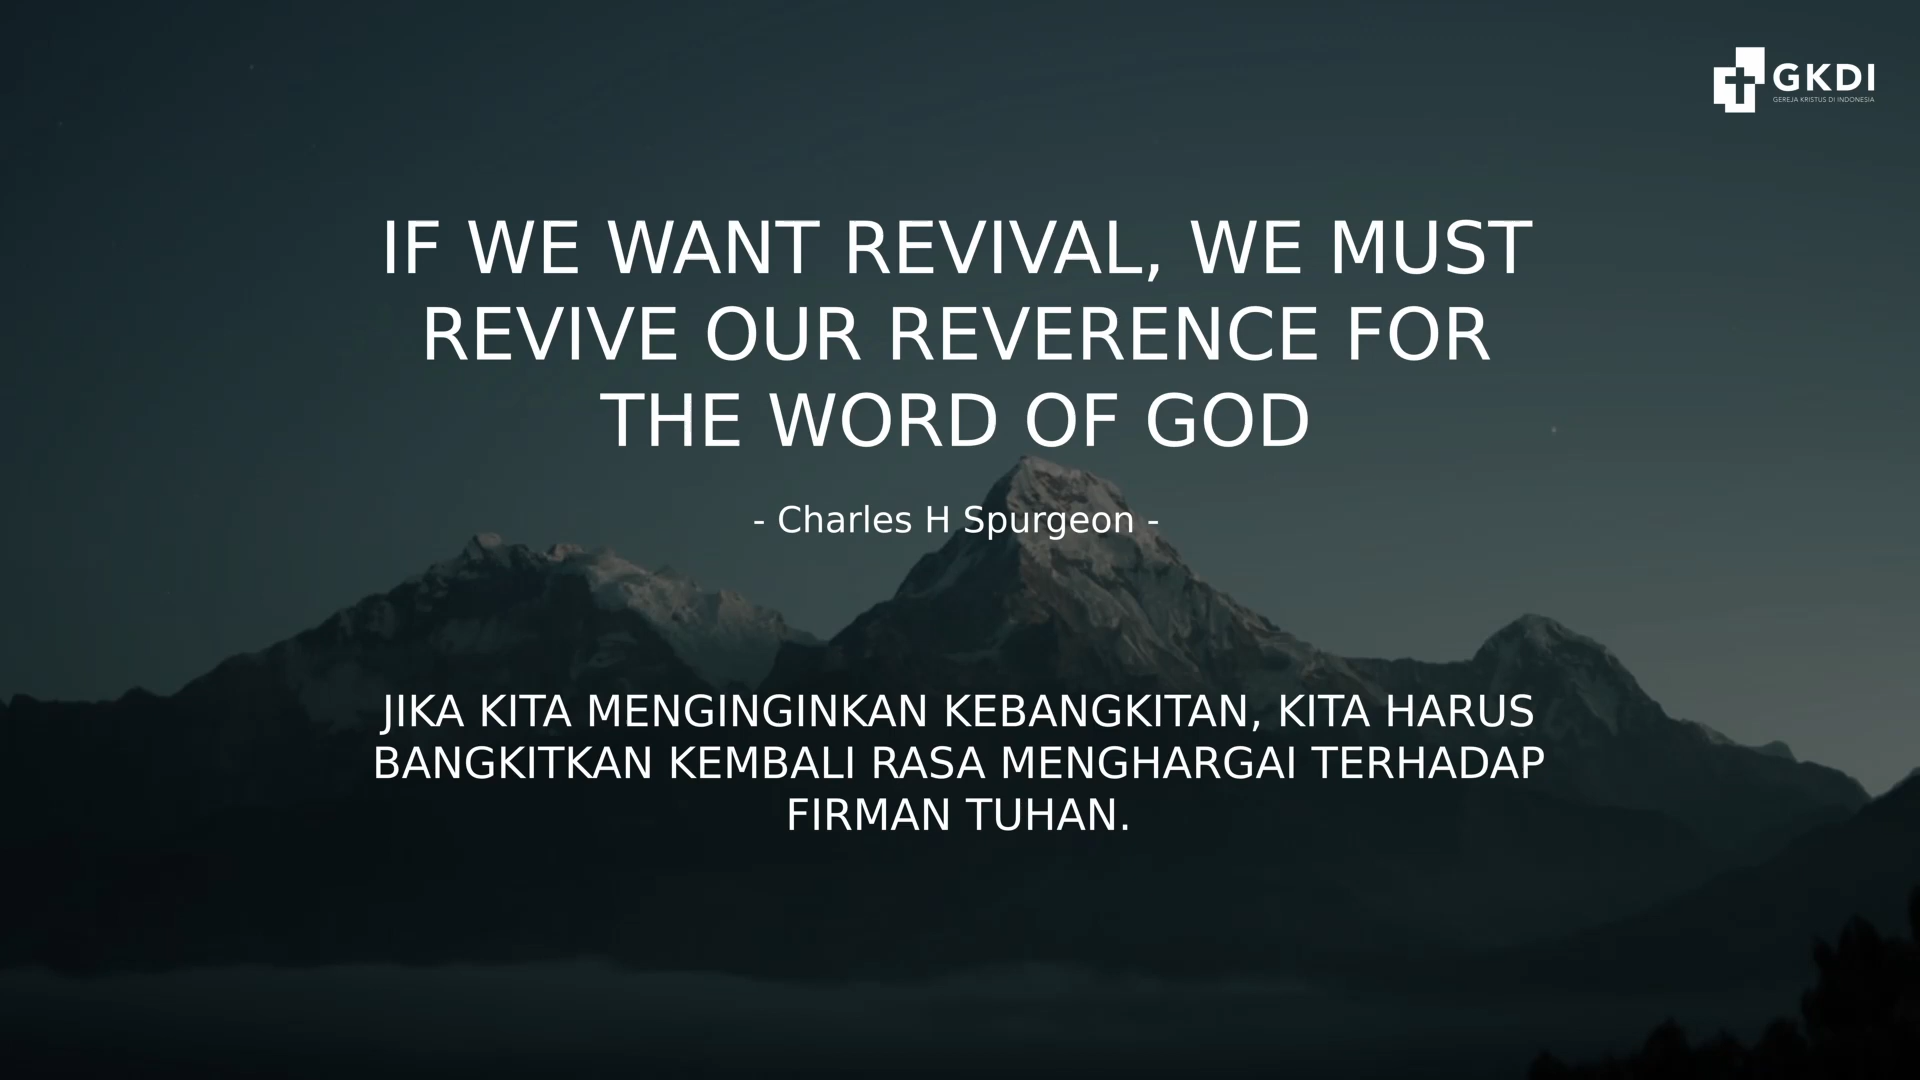 GKDI
GEREJA KRISTUS DI INDONESIA
IF WE WANT REVIVAL, WE MUST
REVIVE OUR REVERENCE FOR
THE WORD OF GOD
- Charles H Spurgeon -
JIKA KITA MENGINGINKAN KEBANGKITAN, KITA HARUS
BANGKITKAN KEMBALI RASA MENGHARGAI TERHADAP
FIRMAN TUHAN.